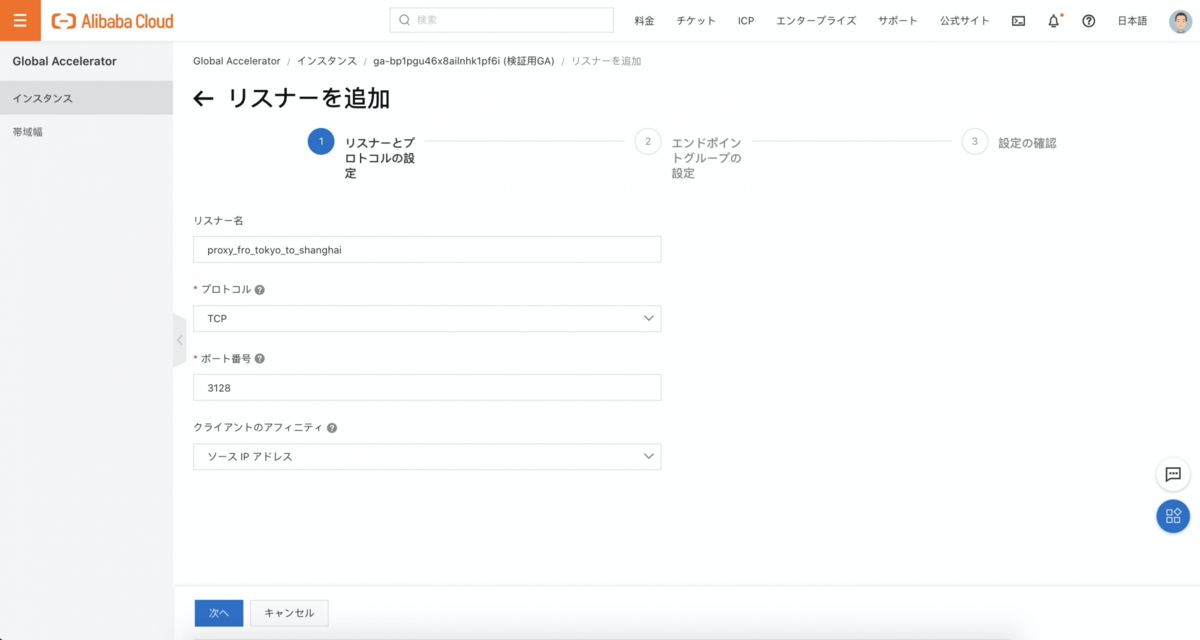 Alibaba Cloud
検索
料金 チケット ICP エンタープライズ サポート 公式サイト 日本語
Global Accelerator
インスタンス
帯域幅
Global Accelerator / インスタンス / ga-bp1pgu46x8ailnhk1pf6i (検証用GA) / リスナーを追加
← リスナーを追加
1
リスナーとプ
ロトコルの設
定
2
エンドポイン
トグループの
設定
3
設定の確認
リスナー名
proxy_fro_tokyo_to_shanghai
* プロトコル
TCP
* ポート番号
3128
クライアントのアフィニティ
ソース IP アドレス
次へ
キャンセル